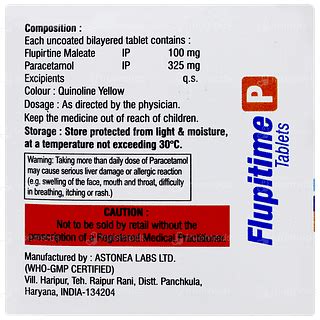 Composition :
Each uncoated bilayered tablet contains :
Flupirtine Maleate IP 100 mg
Paracetamol IP 325 mg
Excipients q.s.
Colour : Quinoline Yellow
Dosage : As directed by the physician.
Keep the medicine out of reach of children.
Storage : Store protected from light & moisture,
at a temperature not exceeding 30°C.
Warning: Taking more than daily dose of Paracetamol
may cause serious liver damage or allergic reaction
(e.g. swelling of the face, mouth and throat, difficulty
in breathing, itching or rash.)
CAUTION :
Not to be sold by retail without the
prescription of a Registered Medical Practitioner.
Manufactured by : ASTONEA LABS LTD.
(WHO-GMP CERTIFIED)
Vill. Haripur, Teh. Raipur Rani, Distt. Panchkula,
Haryana, INDIA-134204
Flupitime P
Tablets